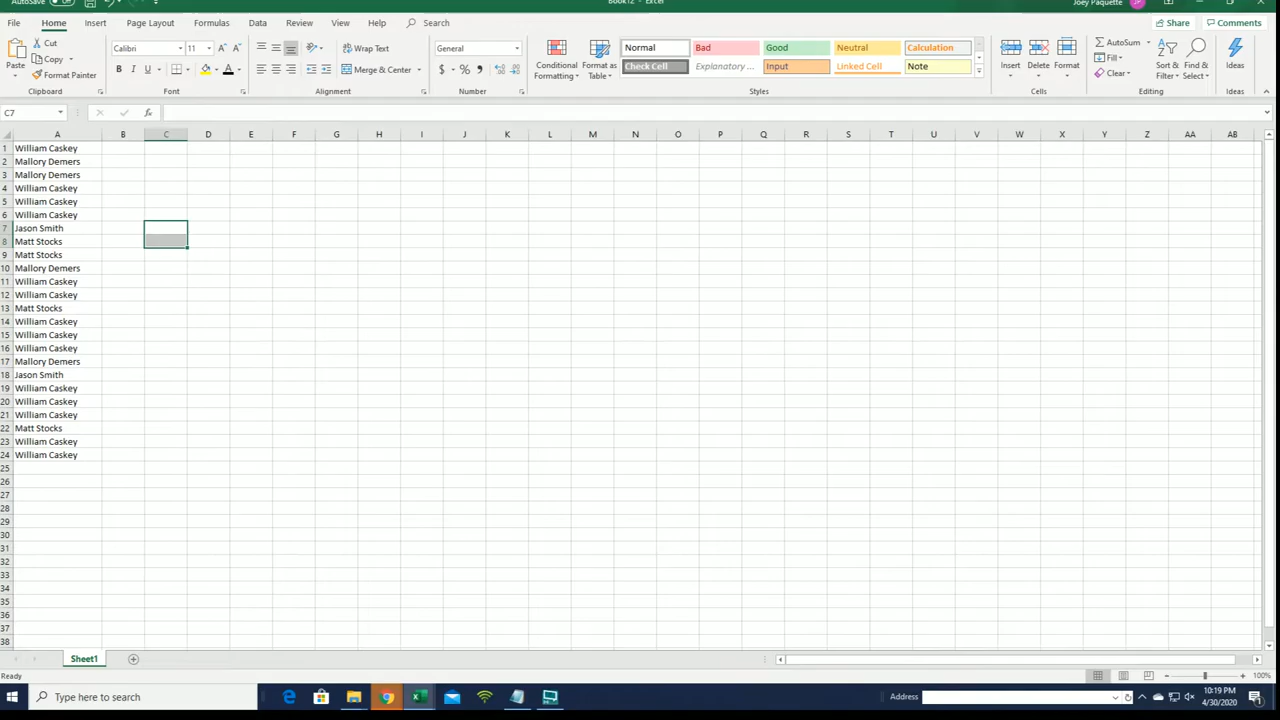 AutoSave Off Book12 - Excel Joey Paquette
File Home Insert Page Layout Formulas Data Review View Help Search Share Comments
Paste Cut Copy Format Painter Clipboard
Calibri 11 A A B I U A Font
Wrap Text Merge & Center Alignment
General $ % , Number
Conditional Formatting Format as Table
Normal Bad Good Neutral Calculation
Check Cell Explanatory ... Input Linked Cell Note
Styles
Insert Delete Format Cells
AutoSum Fill Clear Sort & Filter Find & Select Editing
Ideas Ideas
C7 fx
A B C D E F G H I J K L M N O P Q R S T U V W X Y Z AA AB
1 William Caskey
2 Mallory Demers
3 Mallory Demers
4 William Caskey
5 William Caskey
6 William Caskey
7 Jason Smith
8 Matt Stocks
9 Matt Stocks
10 Mallory Demers
11 William Caskey
12 William Caskey
13 Matt Stocks
14 William Caskey
15 William Caskey
16 William Caskey
17 Mallory Demers
18 Jason Smith
19 William Caskey
20 William Caskey
21 William Caskey
22 Matt Stocks
23 William Caskey
24 William Caskey
25
26
27
28
29
30
31
32
33
34
35
36
37
38
Sheet1
Ready 100%
Type here to search Address 10:19 PM
4/30/2020